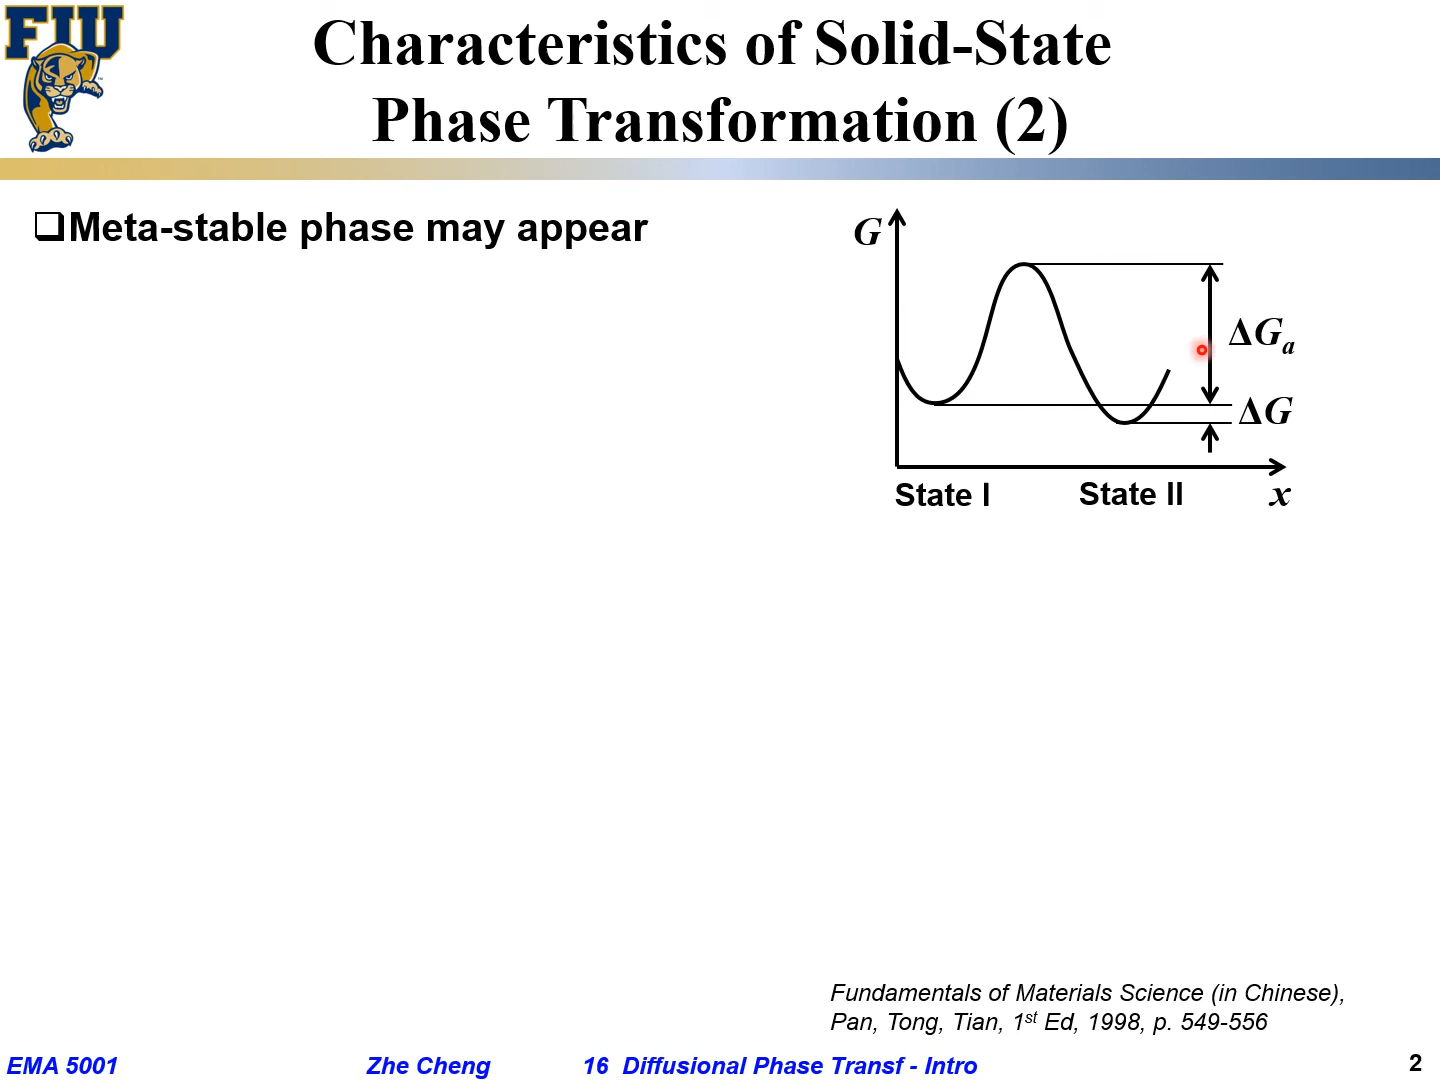 FIU
Characteristics of Solid-State
Phase Transformation (2)
❑Meta-stable phase may appear
G
ΔGa
ΔG
State I State II x
Fundamentals of Materials Science (in Chinese),
Pan, Tong, Tian, 1st Ed, 1998, p. 549-556
EMA 5001 Zhe Cheng 16 Diffusional Phase Transf - Intro 2